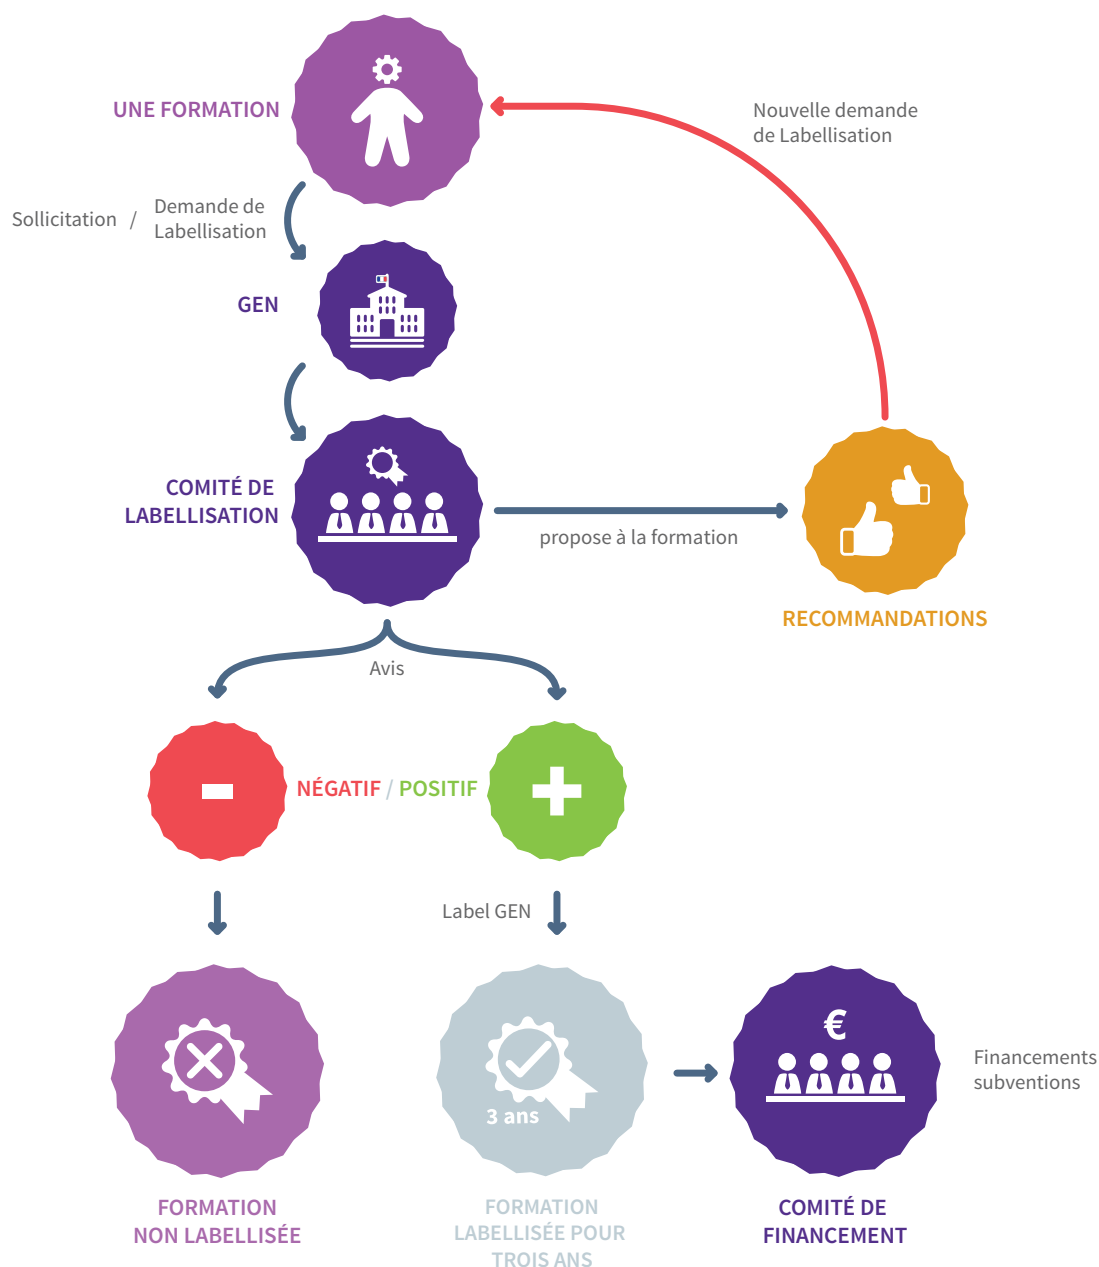 UNE FORMATION
Nouvelle demande
de Labellisation
Sollicitation / Demande de
Labellisation
GEN
COMITÉ DE
LABELLISATION
propose à la formation
RECOMMANDATIONS
Avis
- NÉGATIF / POSITIF +
Label GEN
€
3 ans
Financements
subventions
FORMATION
NON LABELLISÉE
FORMATION
LABELLISÉE POUR
TROIS ANS
COMITÉ DE
FINANCEMENT